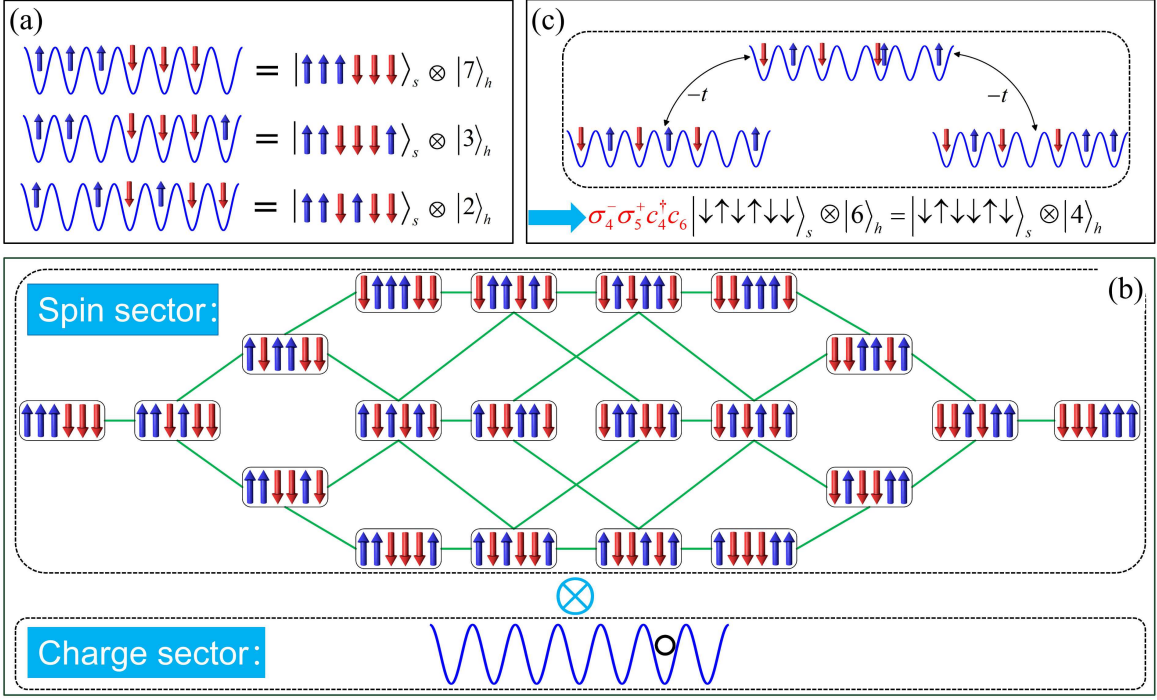 (a)
= |↑↑↑↓↓↓⟩ₛ ⊗ |7⟩ₕ
= |↑↑↓↓↓↑⟩ₛ ⊗ |3⟩ₕ
= |↑↑↓↑↓↓⟩ₛ ⊗ |2⟩ₕ
(c)
−t
−t
σ₄⁻σ₅⁺c₄†c₆|↓↑↓↑↓↓⟩ₛ ⊗ |6⟩ₕ = |↓↑↓↓↑↓⟩ₛ ⊗ |4⟩ₕ
(b)
Spin sector:
⊗
Charge sector: